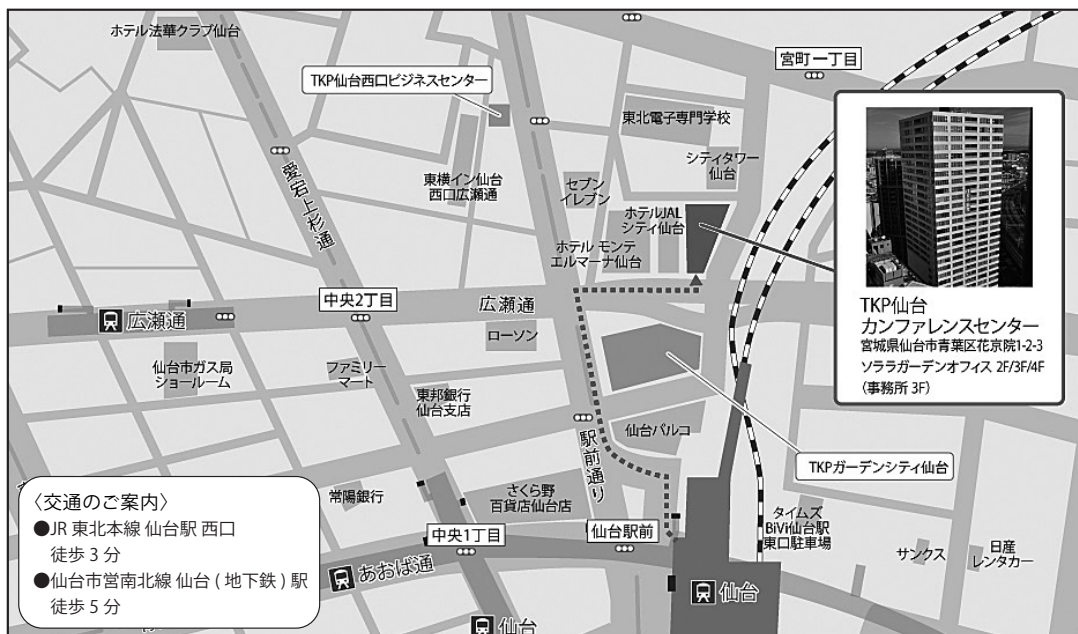 ホテル法華クラブ仙台
TKP仙台西口ビジネスセンター
宮町一丁目
東北電子専門学校
シティタワー
仙台
愛宕上杉通
東横イン仙台
西口広瀬通
セブン
イレブン
ホテルJAL
シティ仙台
ホテル モンテ
エルマーナ仙台
TKP仙台
カンファレンスセンター
宮城県仙台市青葉区花京院1-2-3
ソララガーデンオフィス 2F/3F/4F
(事務所 3F)
中央2丁目
広瀬通
広瀬通
ローソン
仙台市ガス局
ショールーム
ファミリー
マート
東邦銀行
仙台支店
仙台パルコ
駅前通り
TKPガーデンシティ仙台
常陽銀行
さくら野
百貨店仙台店
中央1丁目
仙台駅前
タイムズ
BiVi仙台駅
東口駐車場
サンクス
日産
レンタカー
あおば通
仙台
仙台
〈交通のご案内〉
●JR 東北本線 仙台駅 西口
徒歩 3 分
●仙台市営南北線 仙台 ( 地下鉄 ) 駅
徒歩 5 分